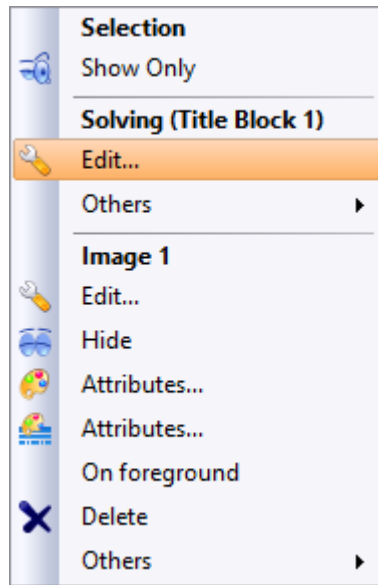 Selection
Show Only
Solving (Title Block 1)
Edit...
Others
Image 1
Edit...
Hide
Attributes...
Attributes...
On foreground
Delete
Others